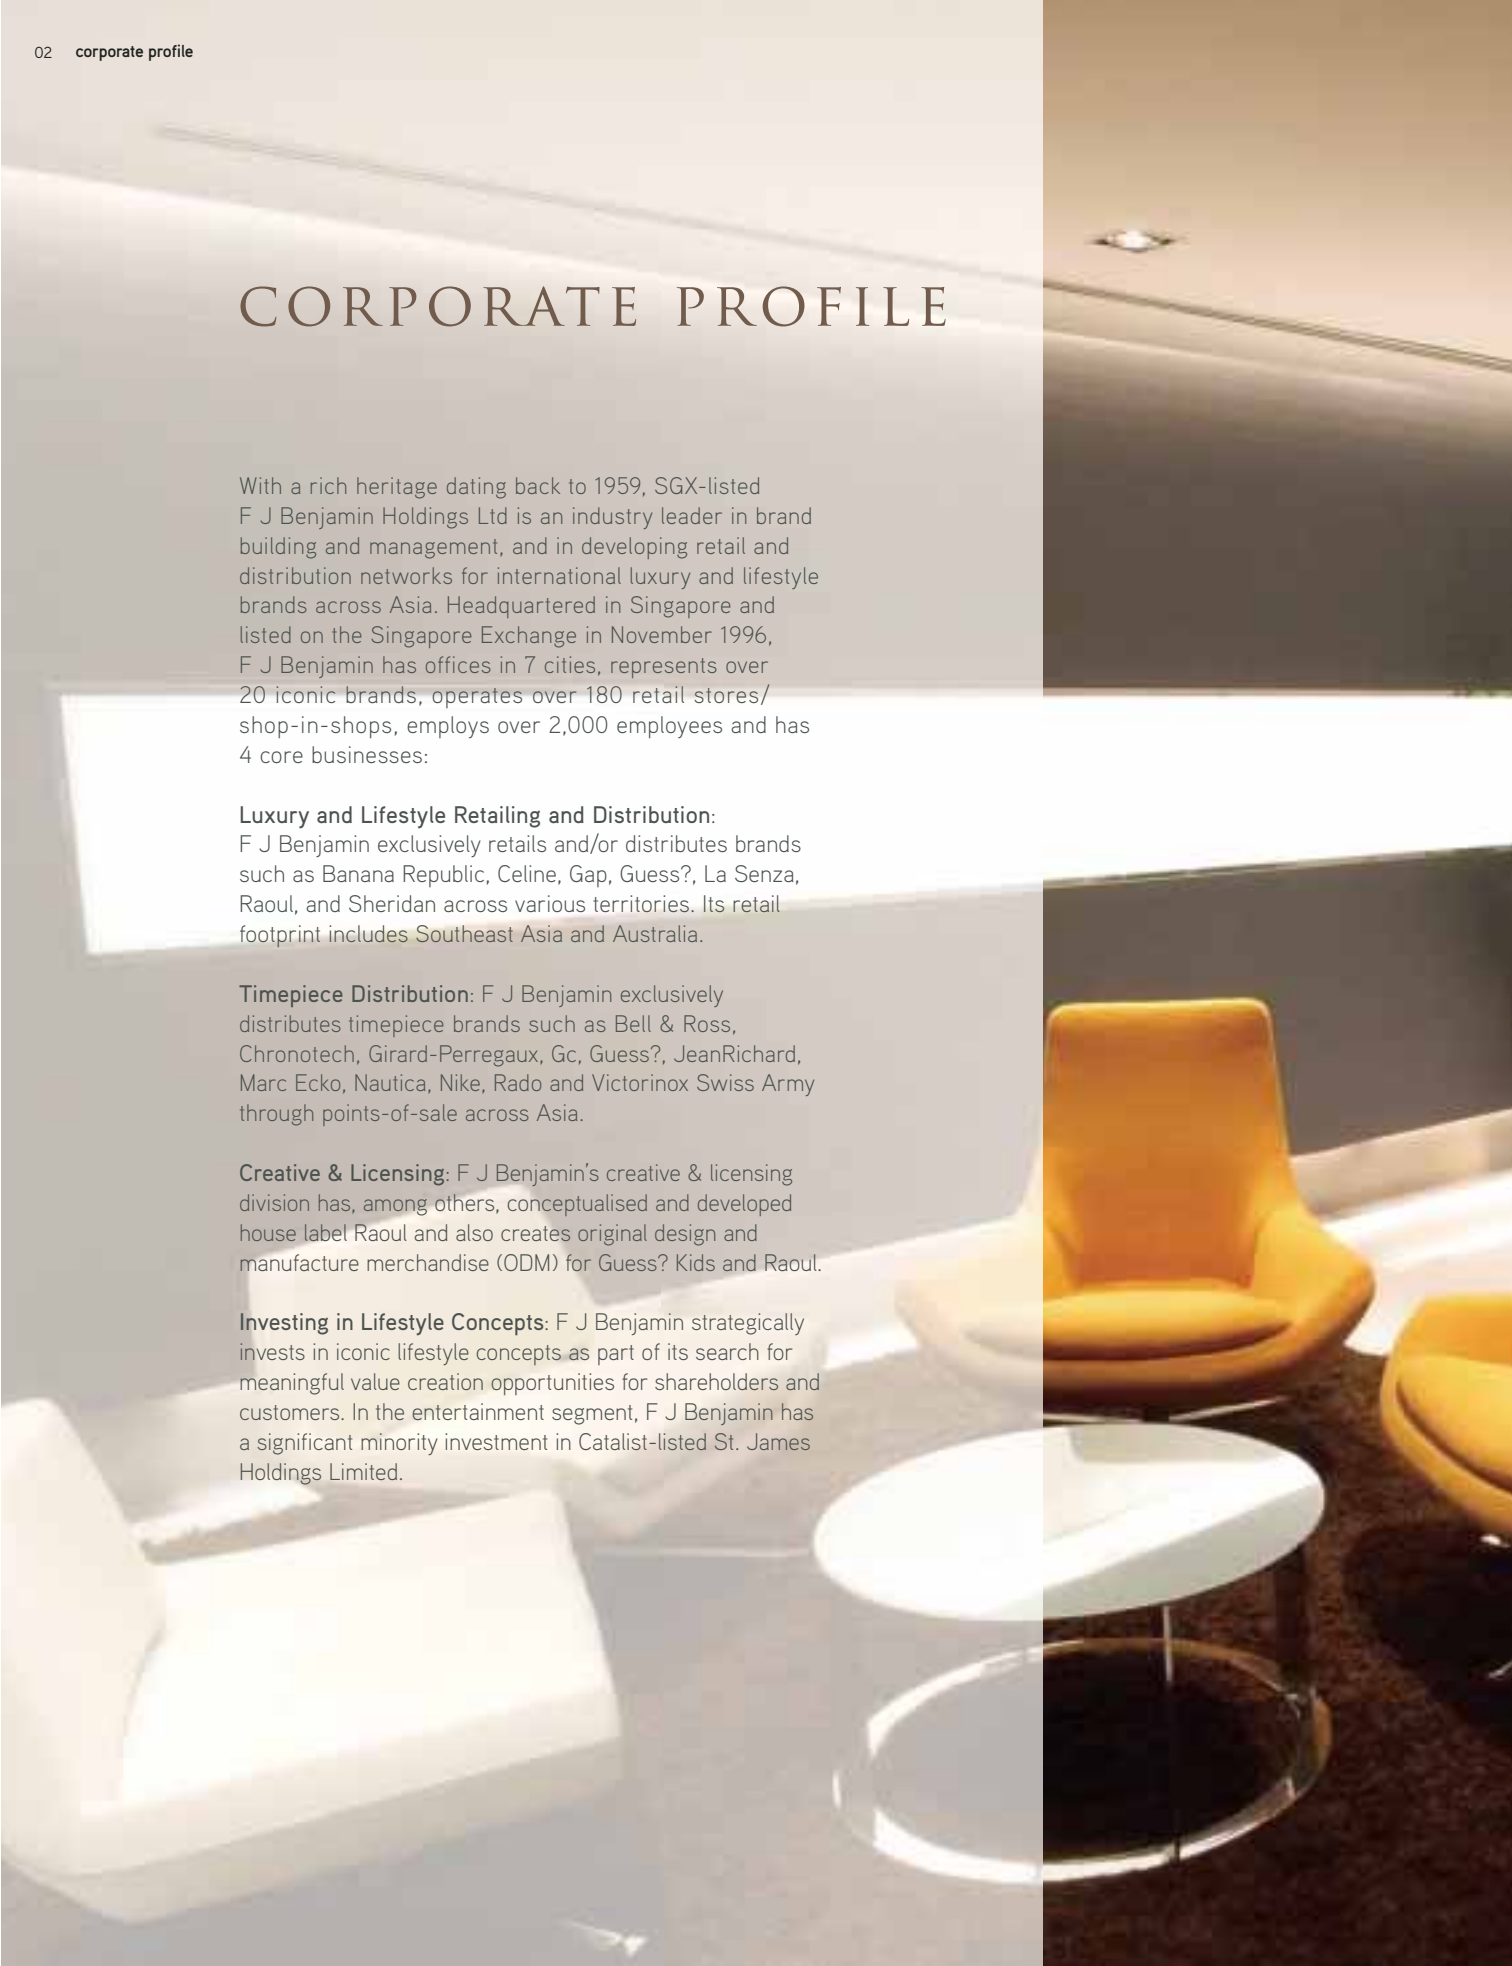 02 corporate profile
CORPORATE PROFILE
With a rich heritage dating back to 1959, SGX-listed
F J Benjamin Holdings Ltd is an industry leader in brand
building and management, and in developing retail and
distribution networks for international luxury and lifestyle
brands across Asia. Headquartered in Singapore and
listed on the Singapore Exchange in November 1996,
F J Benjamin has offices in 7 cities, represents over
20 iconic brands, operates over 180 retail stores/
shop-in-shops, employs over 2,000 employees and has
4 core businesses:
Luxury and Lifestyle Retailing and Distribution:
F J Benjamin exclusively retails and/or distributes brands
such as Banana Republic, Celine, Gap, Guess?, La Senza,
Raoul, and Sheridan across various territories. Its retail
footprint includes Southeast Asia and Australia.
Timepiece Distribution: F J Benjamin exclusively
distributes timepiece brands such as Bell & Ross,
Chronotech, Girard-Perregaux, Gc, Guess?, JeanRichard,
Marc Ecko, Nautica, Nike, Rado and Victorinox Swiss Army
through points-of-sale across Asia.
Creative & Licensing: F J Benjamin's creative & licensing
division has, among others, conceptualised and developed
house label Raoul and also creates original design and
manufacture merchandise (ODM) for Guess? Kids and Raoul.
Investing in Lifestyle Concepts: F J Benjamin strategically
invests in iconic lifestyle concepts as part of its search for
meaningful value creation opportunities for shareholders and
customers. In the entertainment segment, F J Benjamin has
a significant minority investment in Catalist-listed St. James
Holdings Limited.